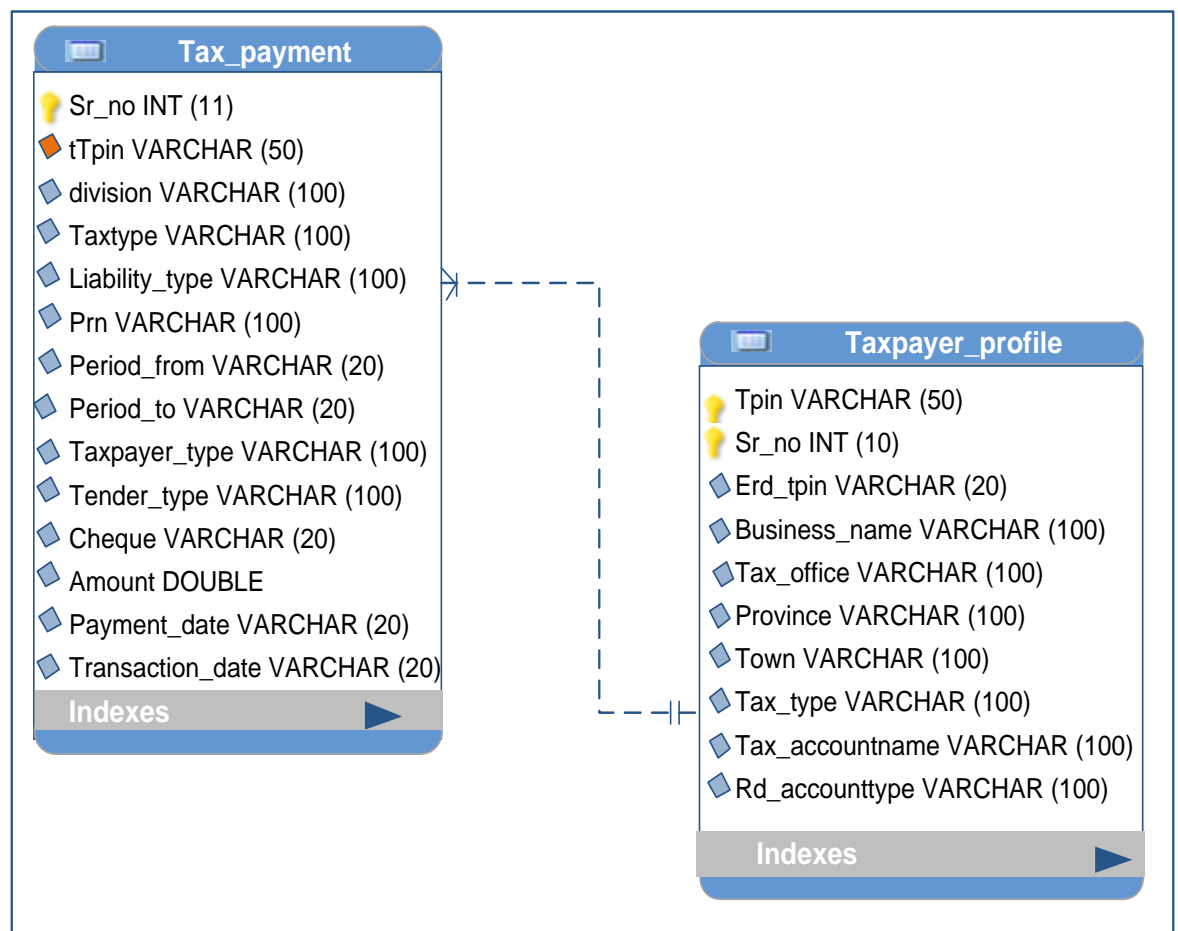 Tax_payment
Sr_no INT (11)
tTpin VARCHAR (50)
division VARCHAR (100)
Taxtype VARCHAR (100)
Liability_type VARCHAR (100)
Prn VARCHAR (100)
Period_from VARCHAR (20)
Period_to VARCHAR (20)
Taxpayer_type VARCHAR (100)
Tender_type VARCHAR (100)
Cheque VARCHAR (20)
Amount DOUBLE
Payment_date VARCHAR (20)
Transaction_date VARCHAR (20)
Indexes
Taxpayer_profile
Tpin VARCHAR (50)
Sr_no INT (10)
Erd_tpin VARCHAR (20)
Business_name VARCHAR (100)
Tax_office VARCHAR (100)
Province VARCHAR (100)
Town VARCHAR (100)
Tax_type VARCHAR (100)
Tax_accountname VARCHAR (100)
Rd_accounttype VARCHAR (100)
Indexes